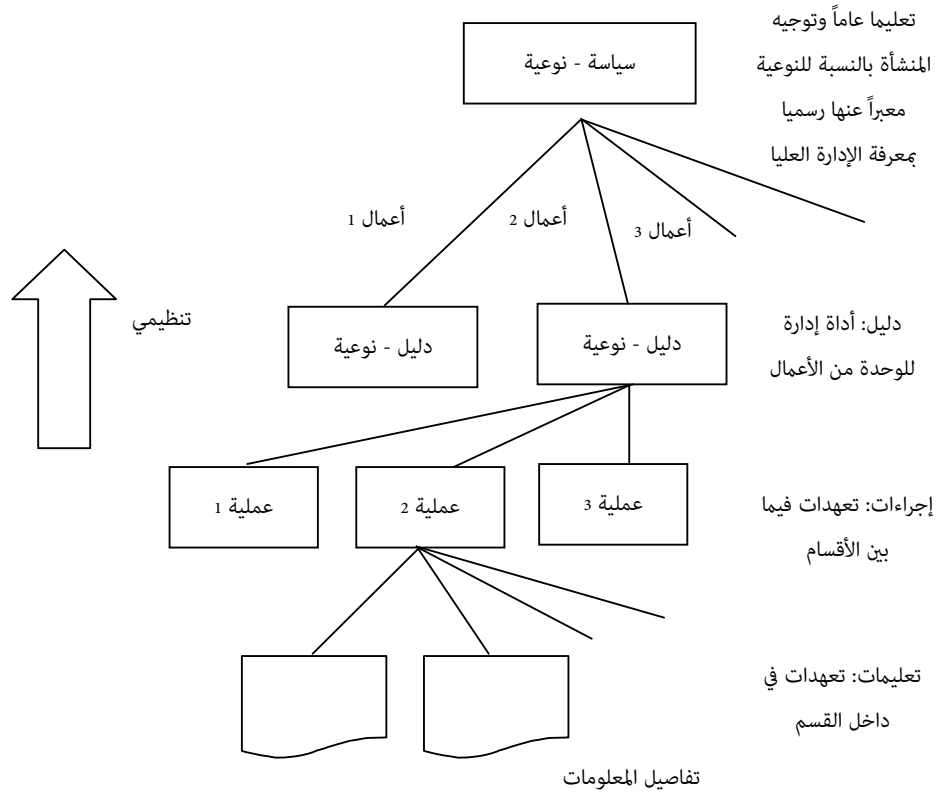 تعليما عاماً وتوجيه
المنشأة بالنسبة للنوعية
معبراً عنها رسميا
بمعرفة الإدارة العليا
سياسة - نوعية
أعمال 1
أعمال 2
أعمال 3
تنظيمي
دليل: أداة إدارة
للوحدة من الأعمال
دليل - نوعية
دليل - نوعية
إجراءات: تعهدات فيما
بين الأقسام
عملية 3
عملية 2
عملية 1
تعليمات: تعهدات في
داخل القسم
تفاصيل المعلومات